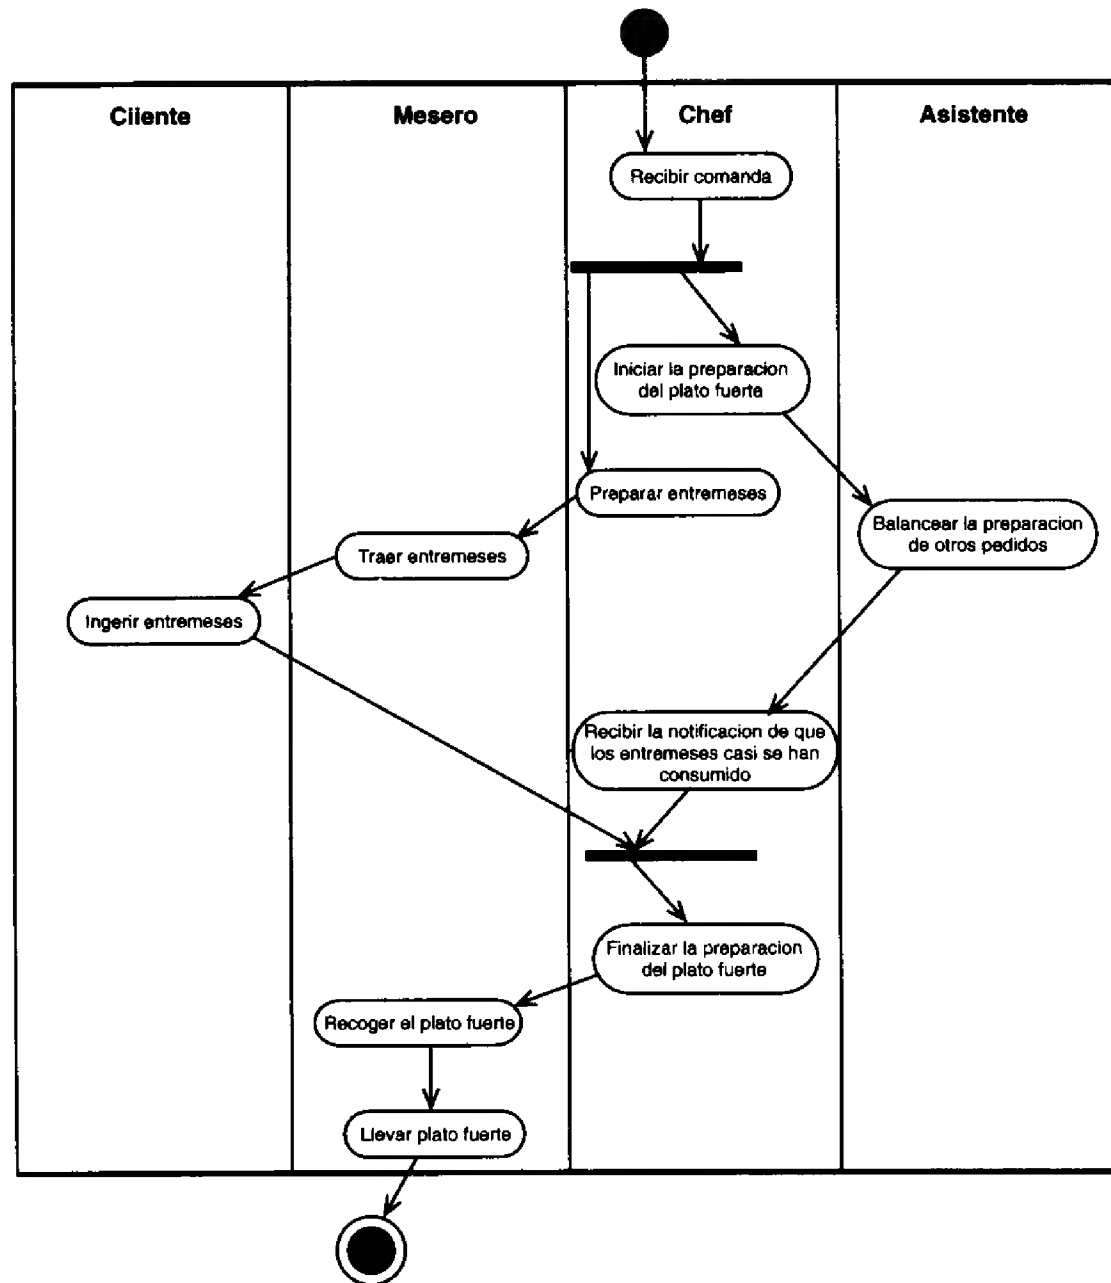 Cliente
Mesero
Chef
Asistente
Recibir comanda
Iniciar la preparacion
del plato fuerte
Preparar entremeses
Balancear la preparacion
de otros pedidos
Traer entremeses
Ingerir entremeses
Recibir la notificacion de que
los entremeses casi se han
consumido
Finalizar la preparacion
del plato fuerte
Recoger el plato fuerte
Llevar plato fuerte